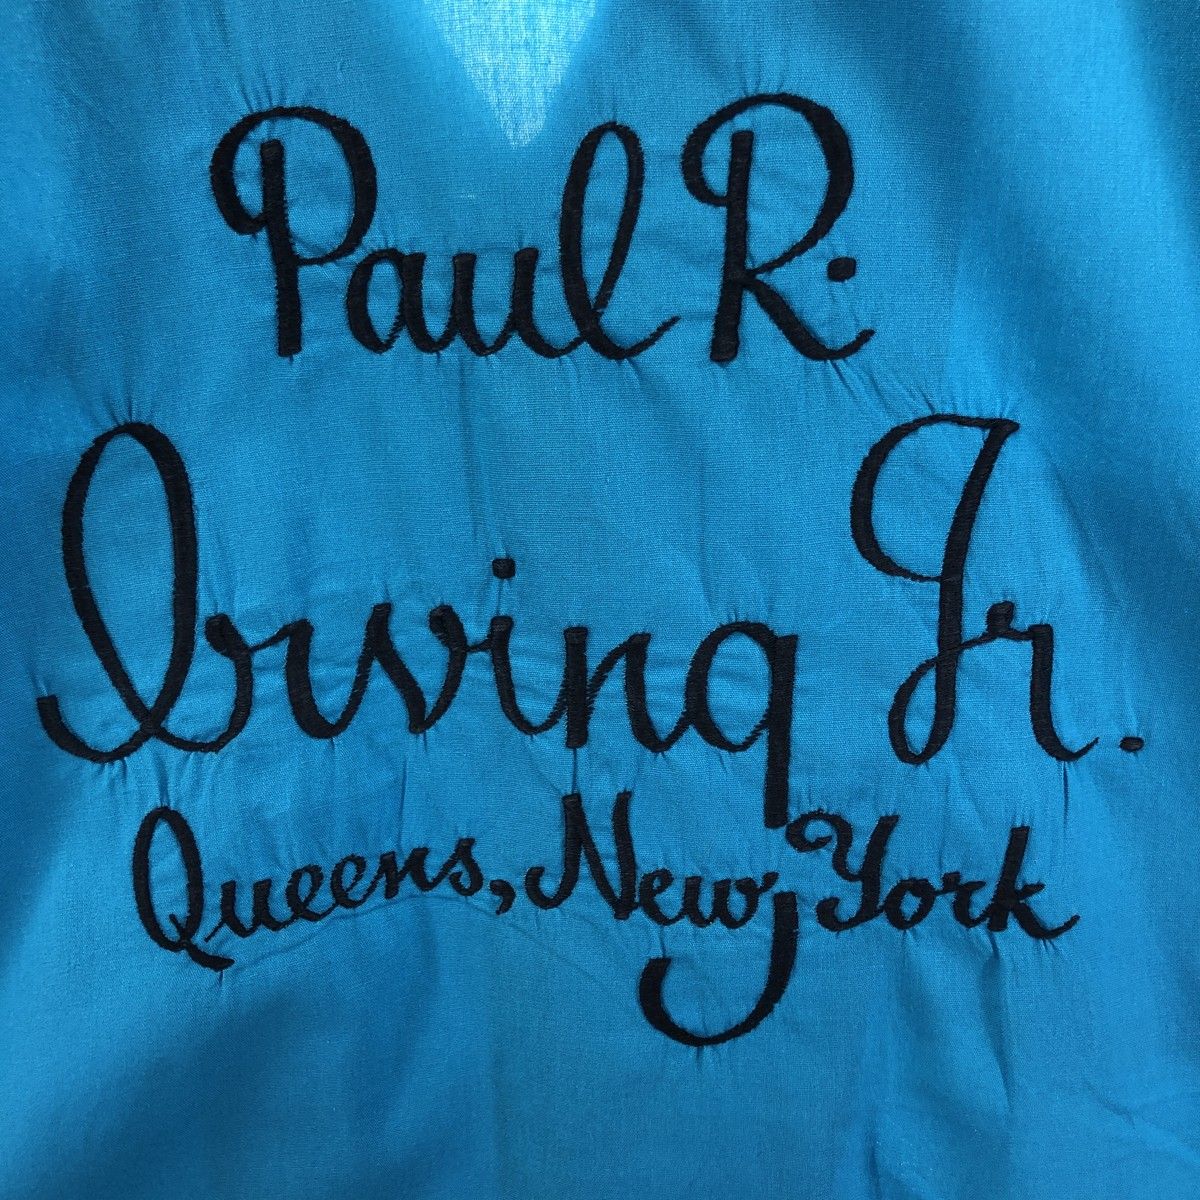 Paul R.
Irving Jr.
Queens, New York